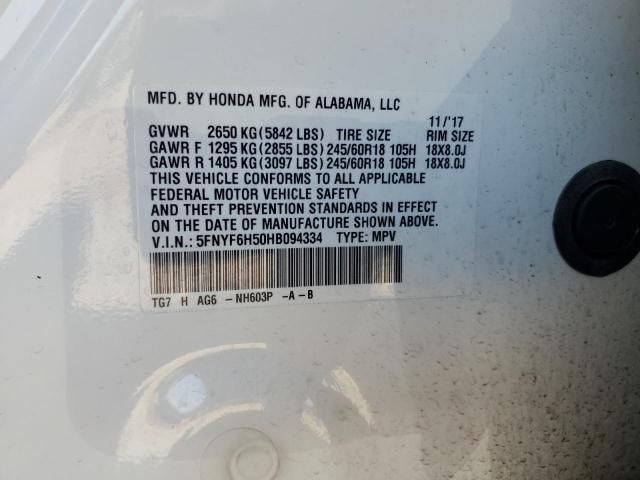 MFD. BY HONDA MFG. OF ALABAMA, LLC
11/'17
GVWR 2650 KG(5842 LBS) TIRE SIZE RIM SIZE
GAWR F 1295 KG(2855 LBS)245/60R18 105H 18X8.0J
GAWR R 1405 KG(3097 LBS)245/60R18 105H 18X8.0J
THIS VEHICLE CONFORMS TO ALL APPLICABLE
FEDERAL MOTOR VEHICLE SAFETY
AND THEFT PREVENTION STANDARDS IN EFFECT
ON THE DATE OF MANUFACTURE SHOWN ABOVE.
V.I.N.: 5FNYF6H50HB094334 TYPE: MPV
TG7 H AG6 -NH603P -A-B